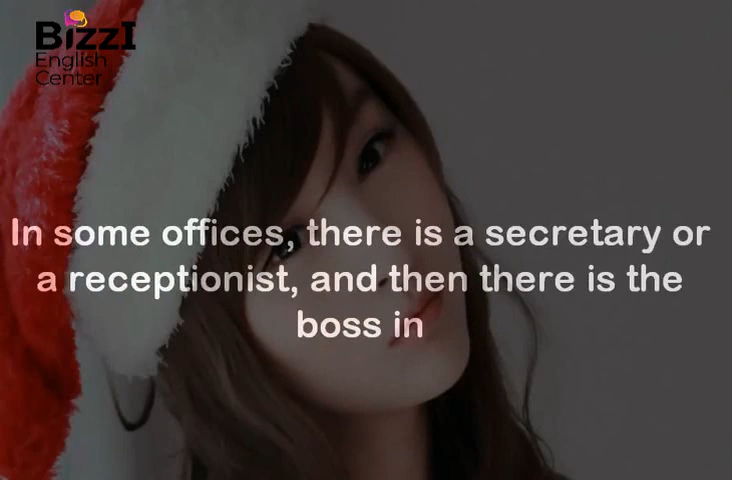 BizzI
English
Center
In some offices, there is a secretary or
a receptionist, and then there is the
boss in